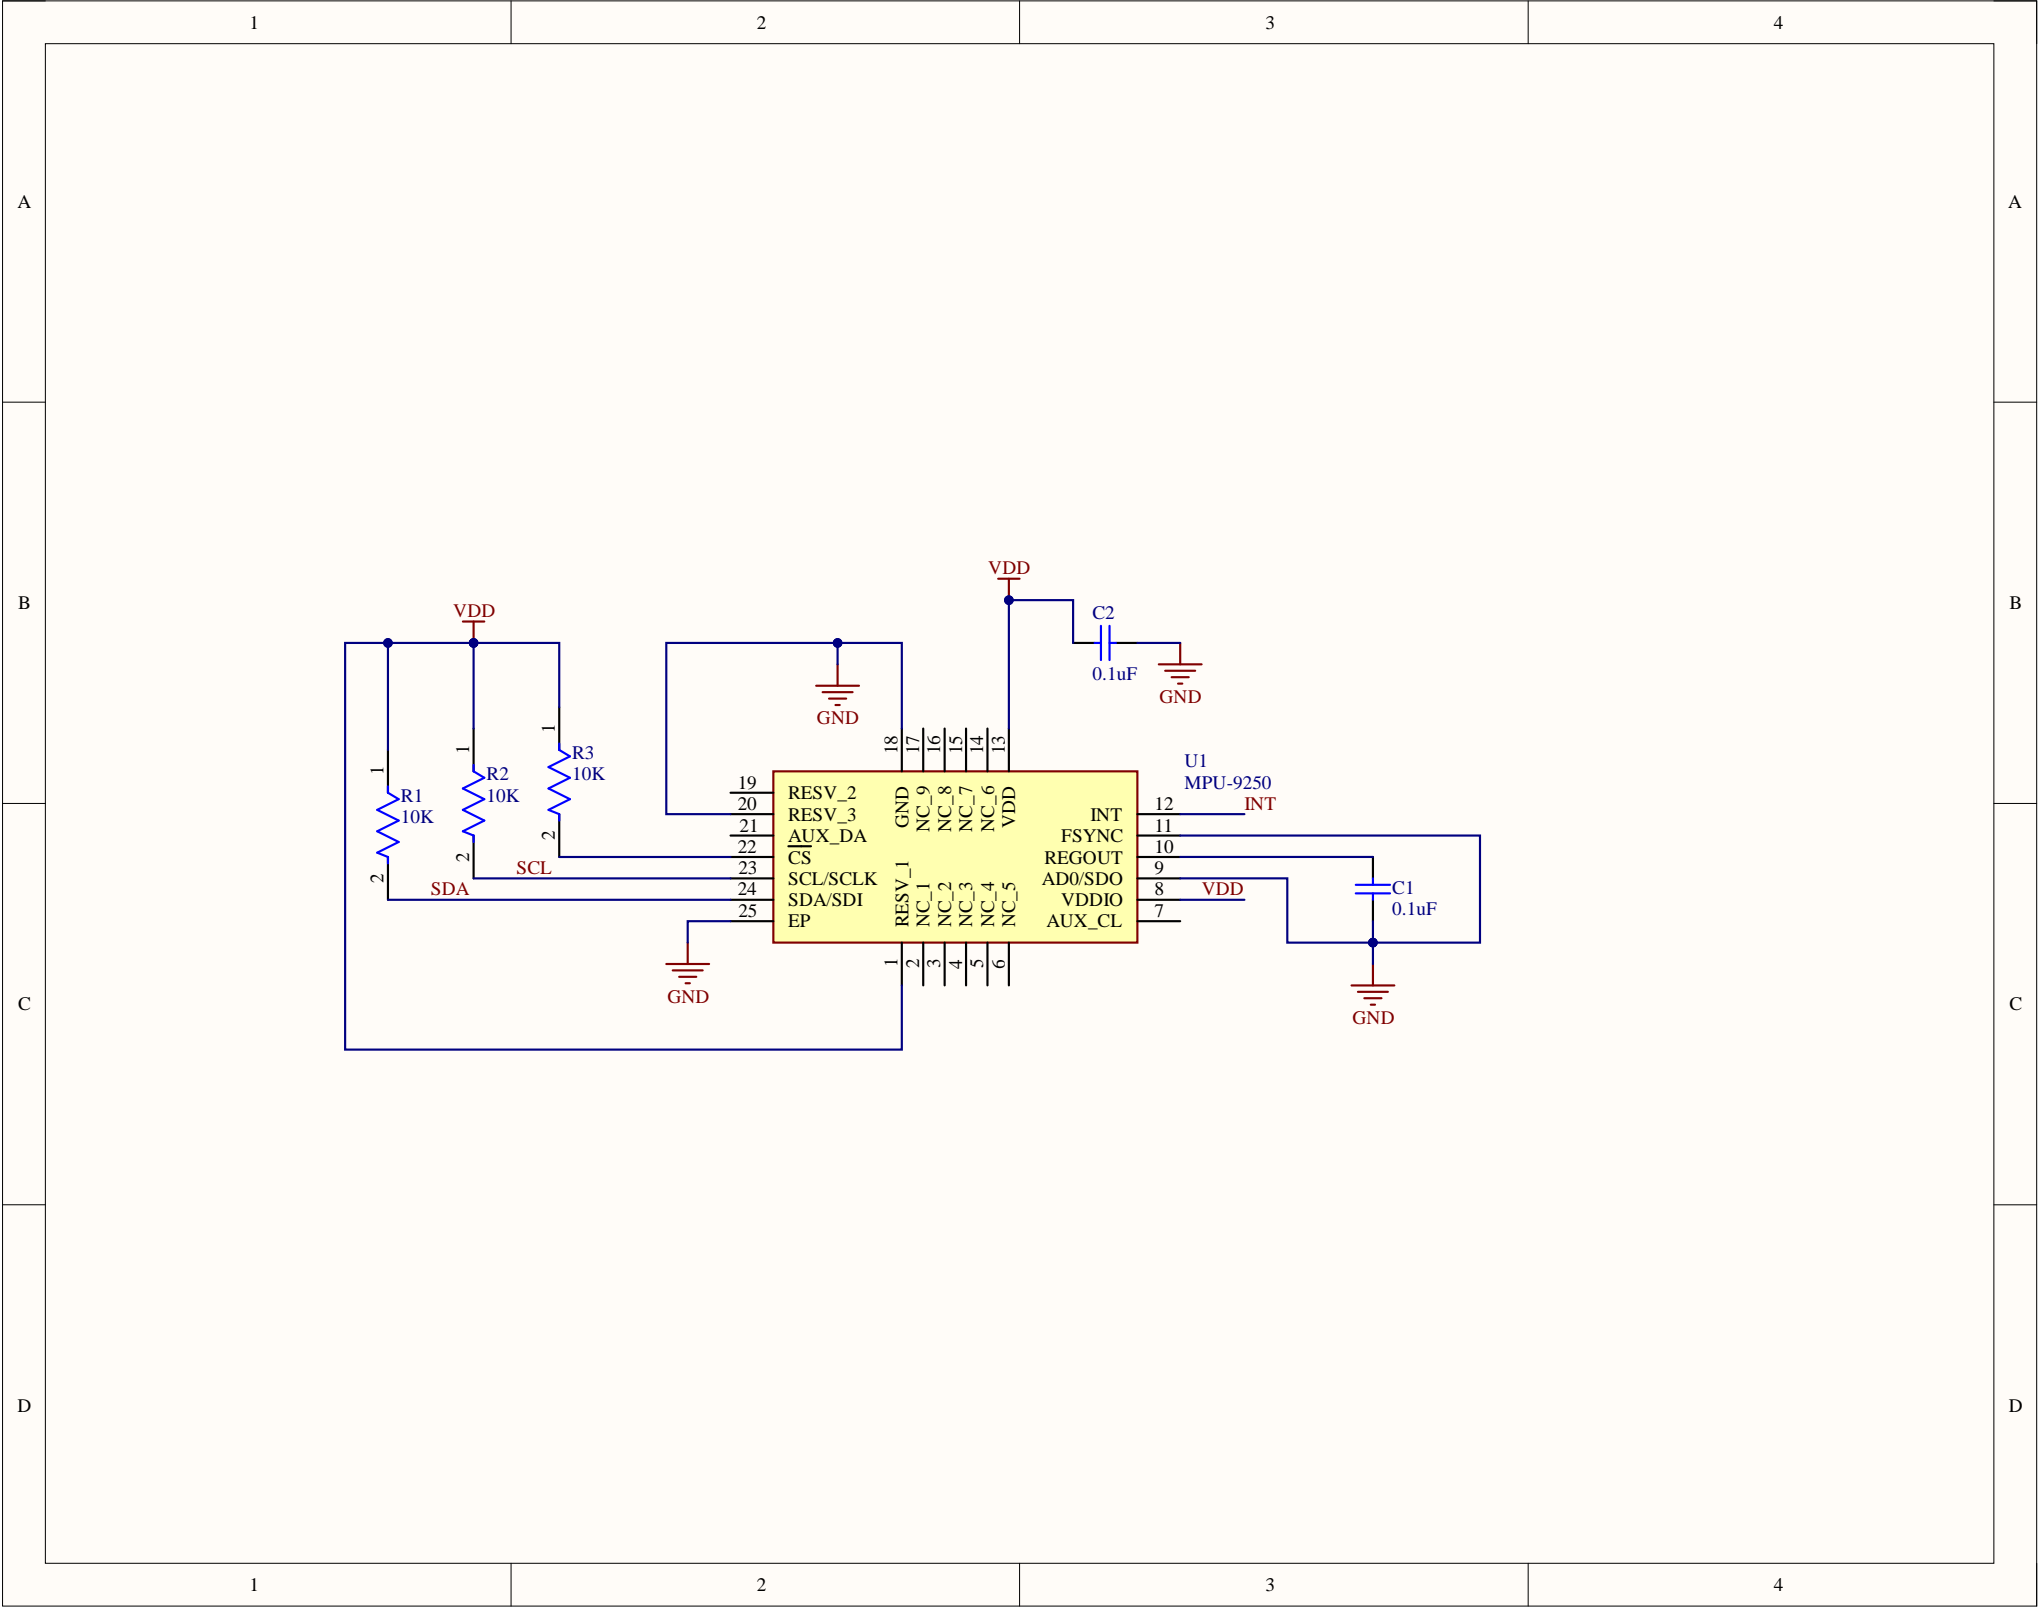 1 2 3 4
A A
VDD
B B
C2
VDD
0.1uF
GND
GND
18 17 16 15 14 13
1 1 1
R3
10K
R2
10K
R1
10K
2 2 2
U1
MPU-9250
19 RESV_2
20 RESV_3
21 AUX_DA
22 CS
23 SCL/SCLK
24 SDA/SDI
25 EP
GND NC_9 NC_8 NC_7 NC_6 VDD
RESV_1 NC_1 NC_2 NC_3 NC_4 NC_5
INT 12 INT
FSYNC 11
REGOUT 10
AD0/SDO 9
VDDIO 8 VDD
AUX_CL 7
SCL
SDA
C1
0.1uF
1 2 3 4 5 6
GND
GND
C C
D D
1 2 3 4